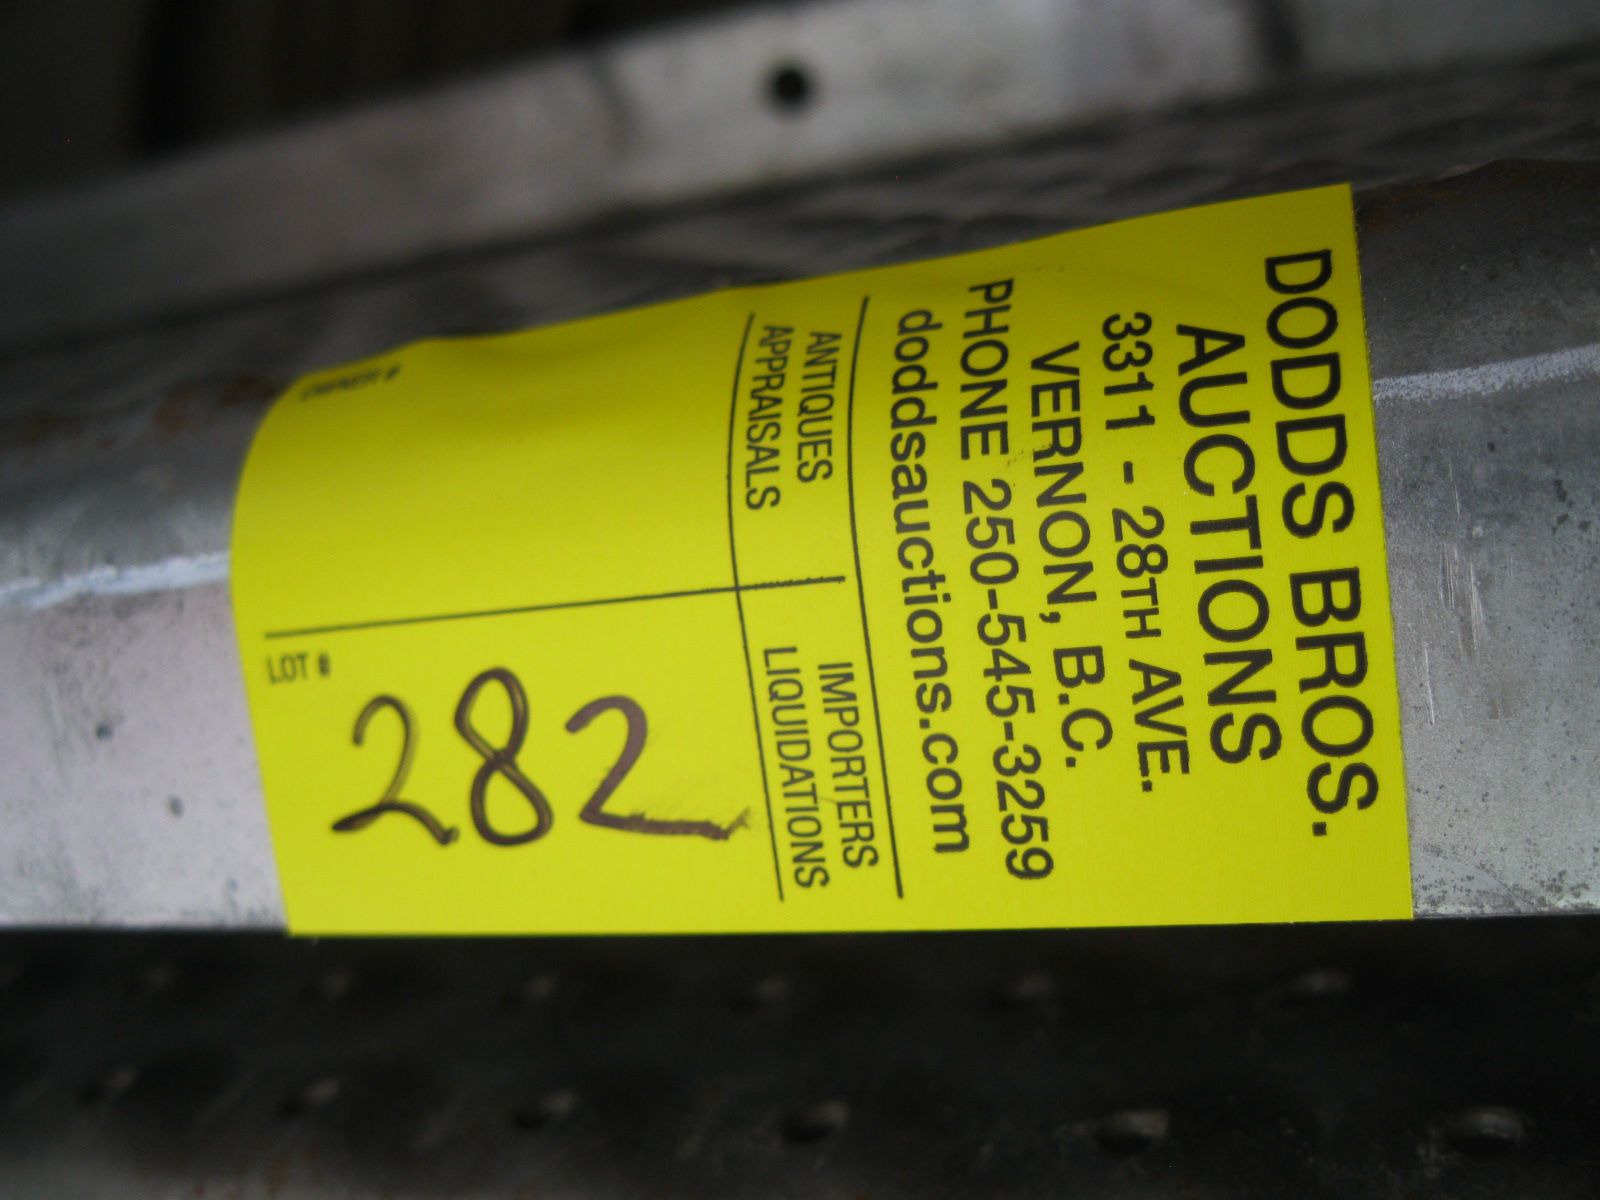 DODDS BROS.
AUCTIONS
3311 - 28TH AVE.
VERNON, B.C.
PHONE 250-545-3259
doddsauctions.com
ANTIQUES
APPRAISALS
IMPORTERS
LIQUIDATIONS
OWNER #
LOT #
282